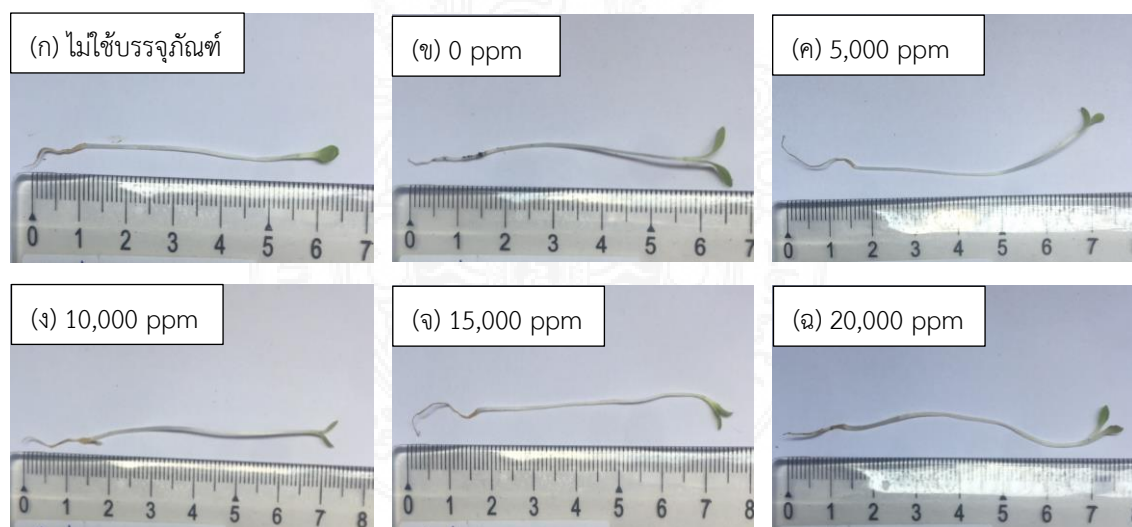 (ก) ไม่ใช้บรรจุภัณฑ์
(ข) 0 ppm
(ค) 5,000 ppm
0 1 2 3 4 5 6 7
0 1 2 3 4 5 6 7
0 1 2 3 4 5 6 7
(ง) 10,000 ppm
(จ) 15,000 ppm
(ฉ) 20,000 ppm
0 1 2 3 4 5 6 7 8
0 1 2 3 4 5 6 7 8
0 1 2 3 4 5 6 7